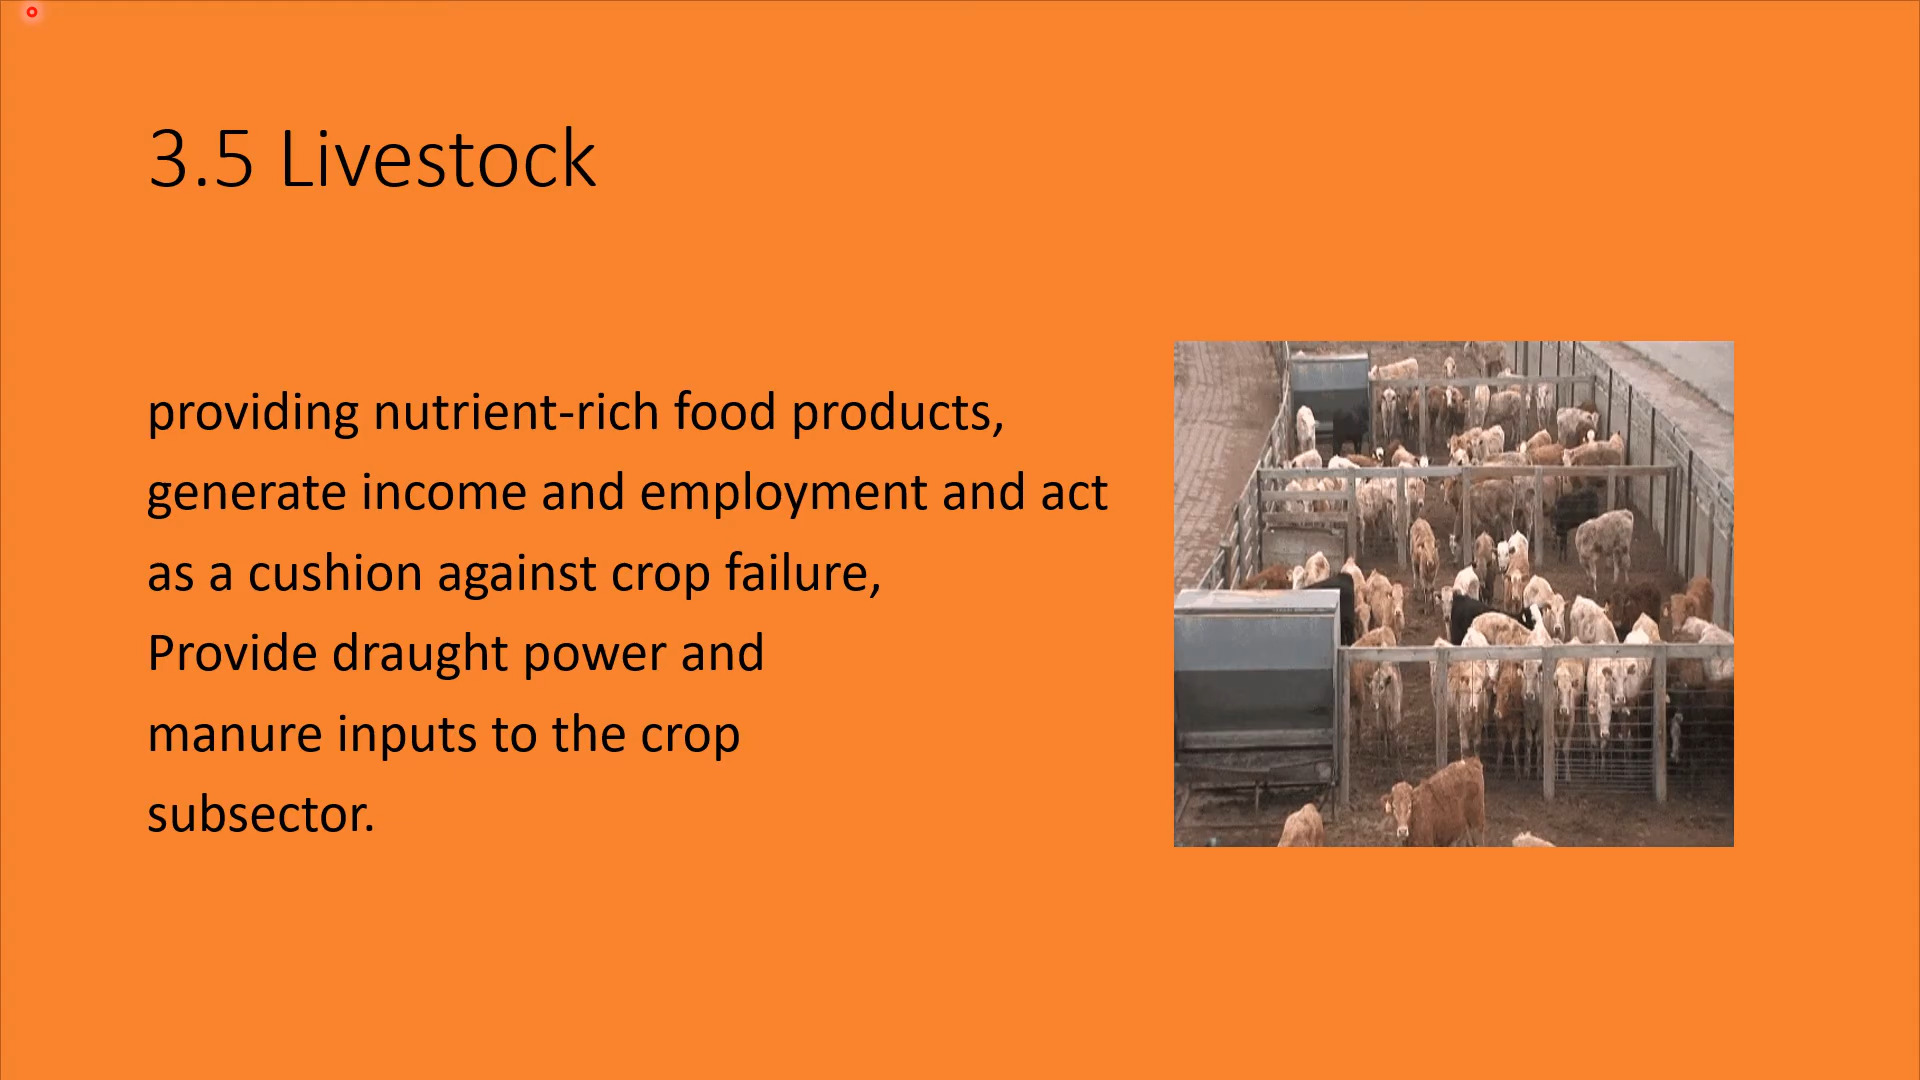 3.5 Livestock
providing nutrient-rich food products,
generate income and employment and act
as a cushion against crop failure,
Provide draught power and
manure inputs to the crop
subsector.